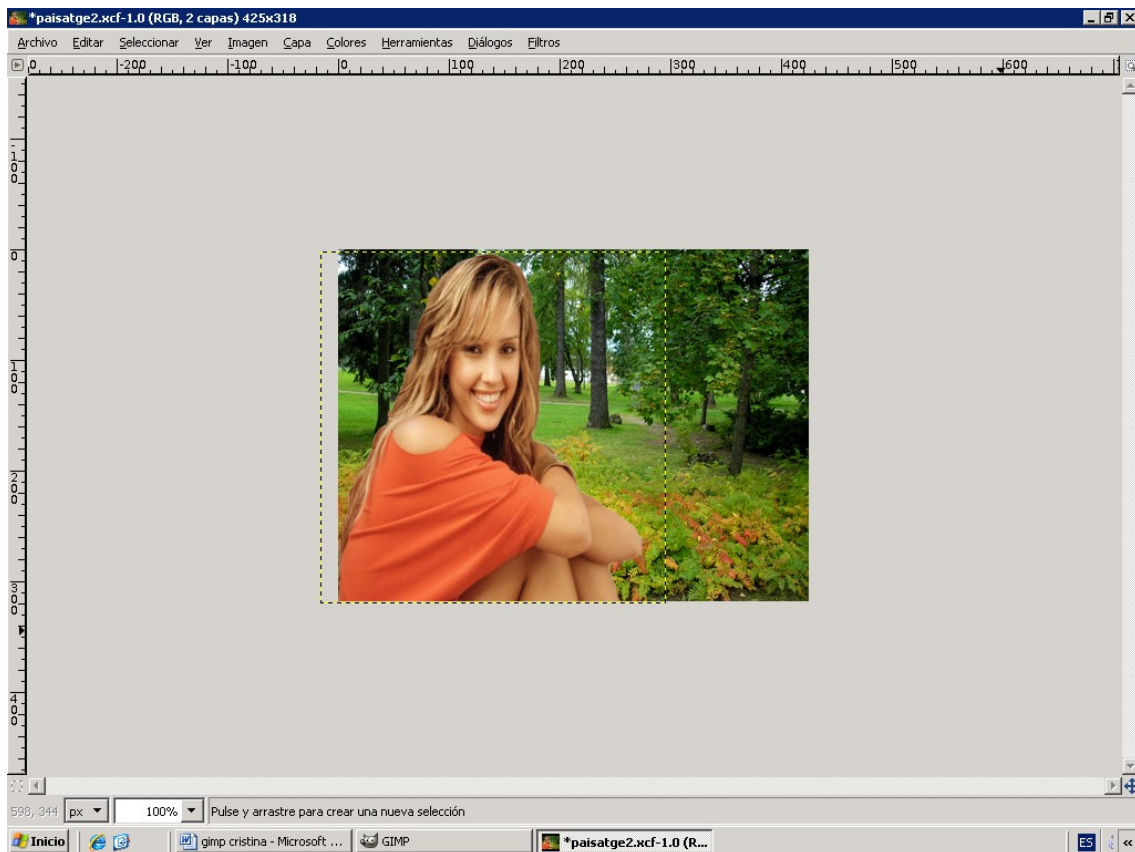 *paisatge2.xcf-1.0 (RGB, 2 capas) 425x318
Archivo Editar Seleccionar Ver Imagen Capa Colores Herramientas Diálogos Filtros
-200 -100 0 100 200 300 400 500 600
-100
0
100
200
300
400
598, 344 px 100% Pulse y arrastre para crear una nueva selección
Inicio gimp cristina - Microsoft ... GIMP *paisatge2.xcf-1.0 (R... ES «